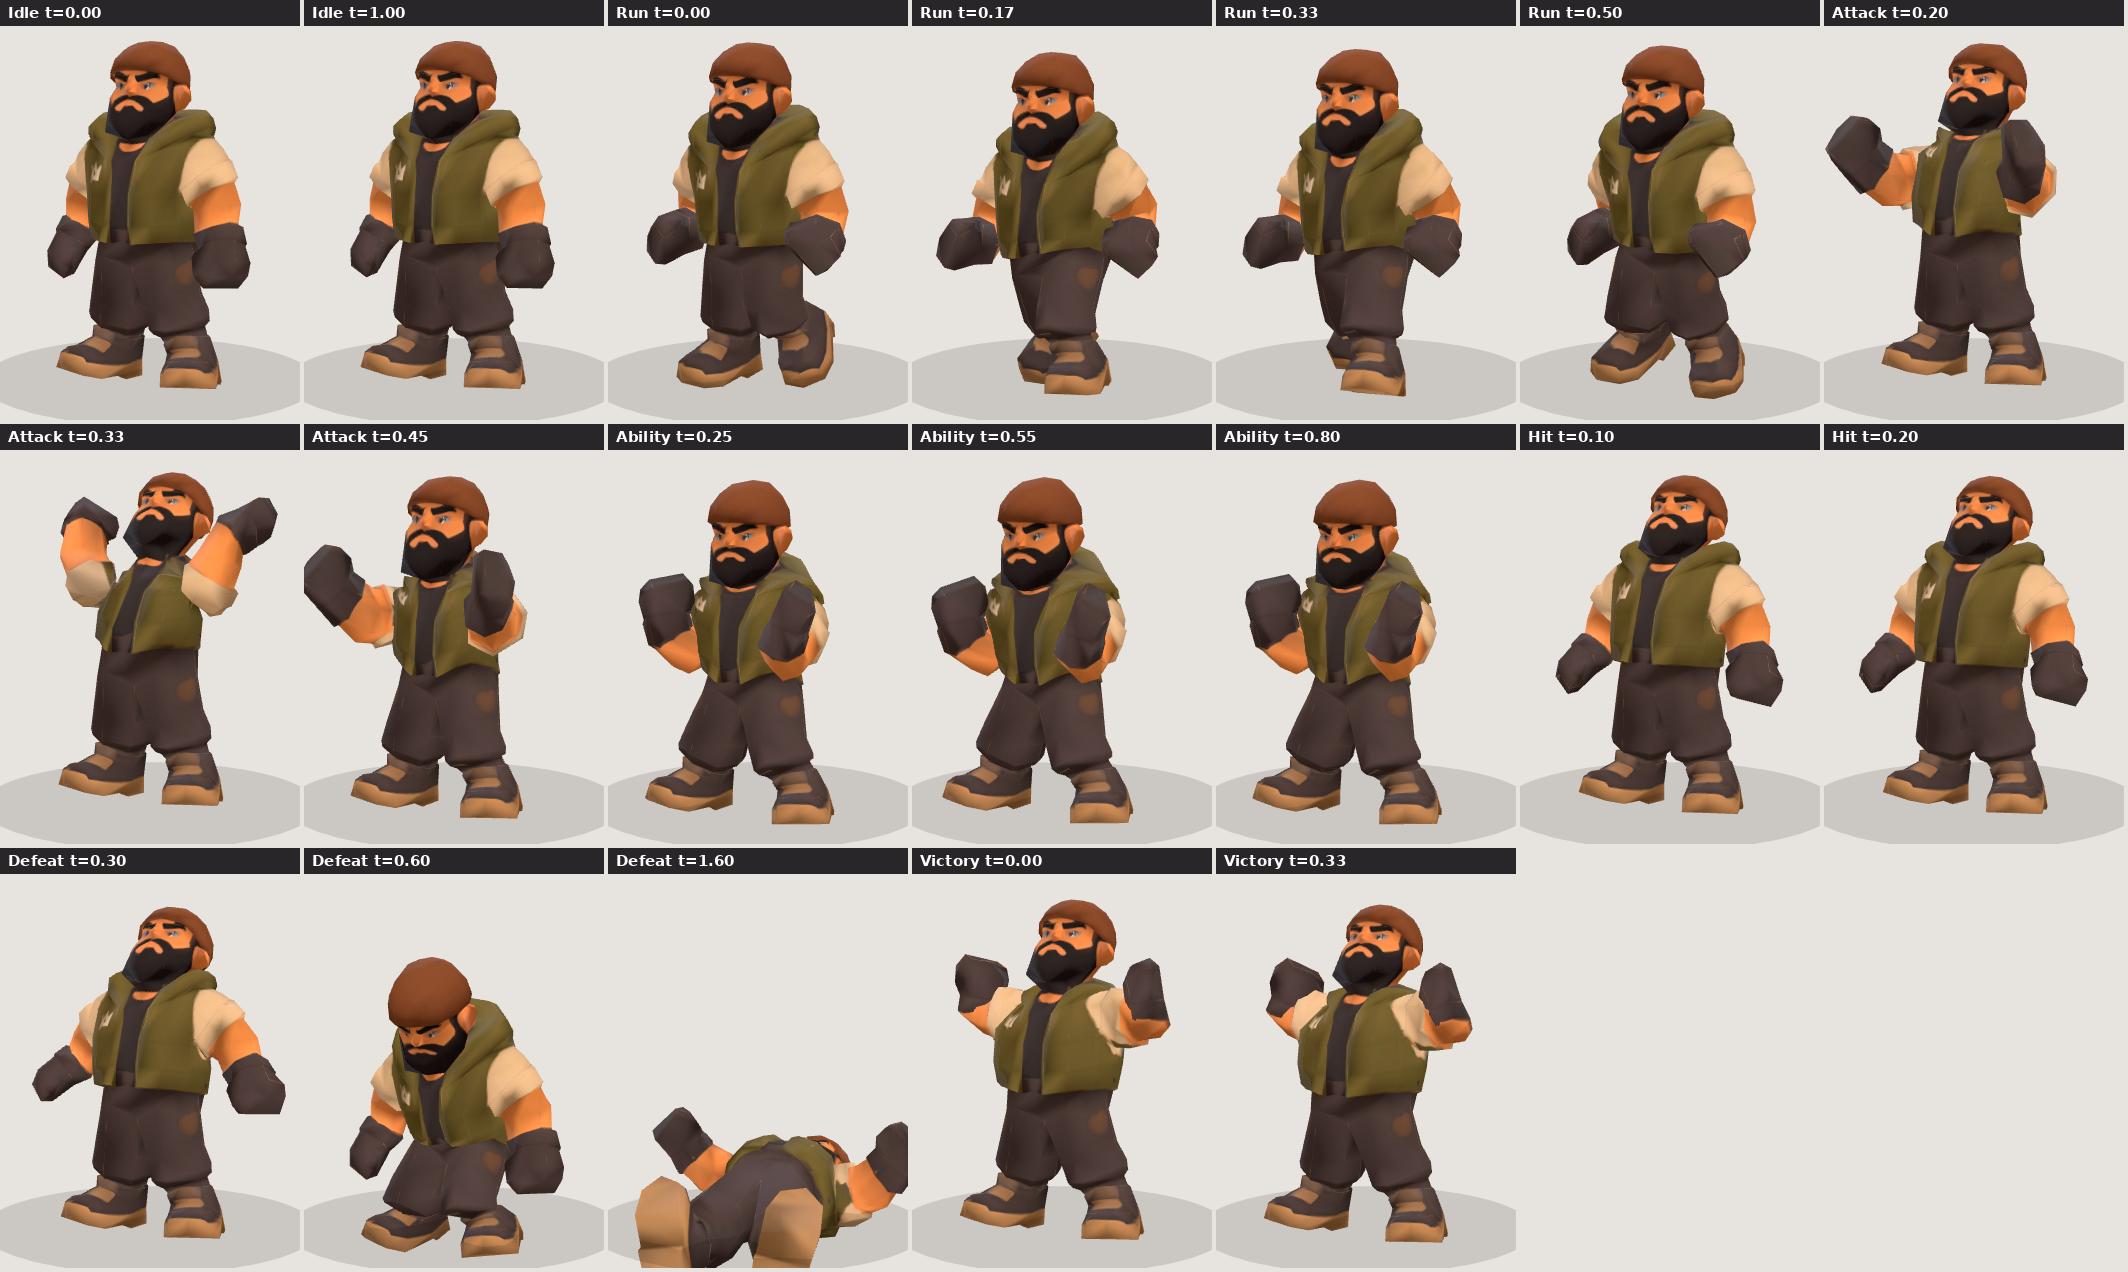 Idle t=0.00
Idle t=1.00
Run t=0.00
Run t=0.17
Run t=0.33
Run t=0.50
Attack t=0.20
Attack t=0.33
Attack t=0.45
Ability t=0.25
Ability t=0.55
Ability t=0.80
Hit t=0.10
Hit t=0.20
Defeat t=0.30
Defeat t=0.60
Defeat t=1.60
Victory t=0.00
Victory t=0.33